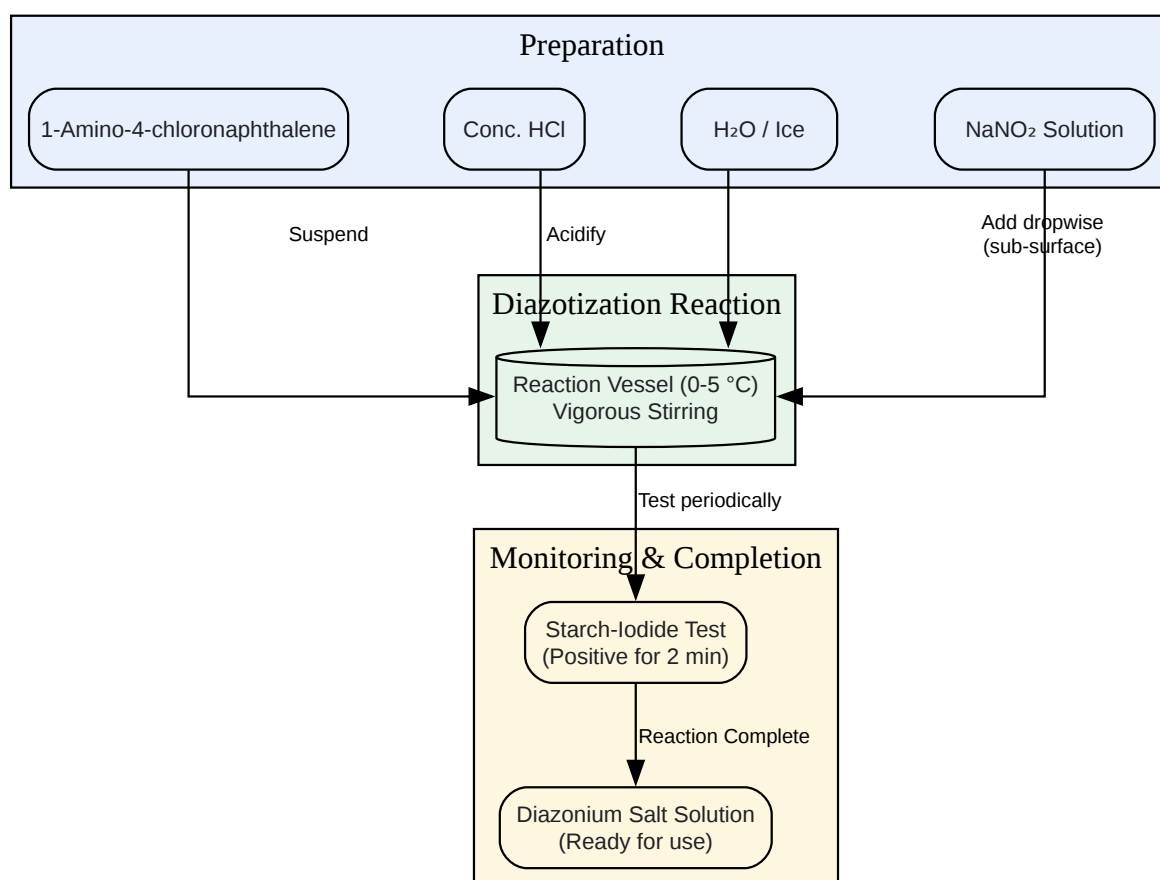 Preparation
1-Amino-4-chloronaphthalene
Conc. HCl
H₂O / Ice
NaNO₂ Solution
Suspend
Acidify
Add dropwise
(sub-surface)
Diazotization Reaction
Reaction Vessel (0-5 °C)
Vigorous Stirring
Test periodically
Monitoring & Completion
Starch-Iodide Test
(Positive for 2 min)
Reaction Complete
Diazonium Salt Solution
(Ready for use)